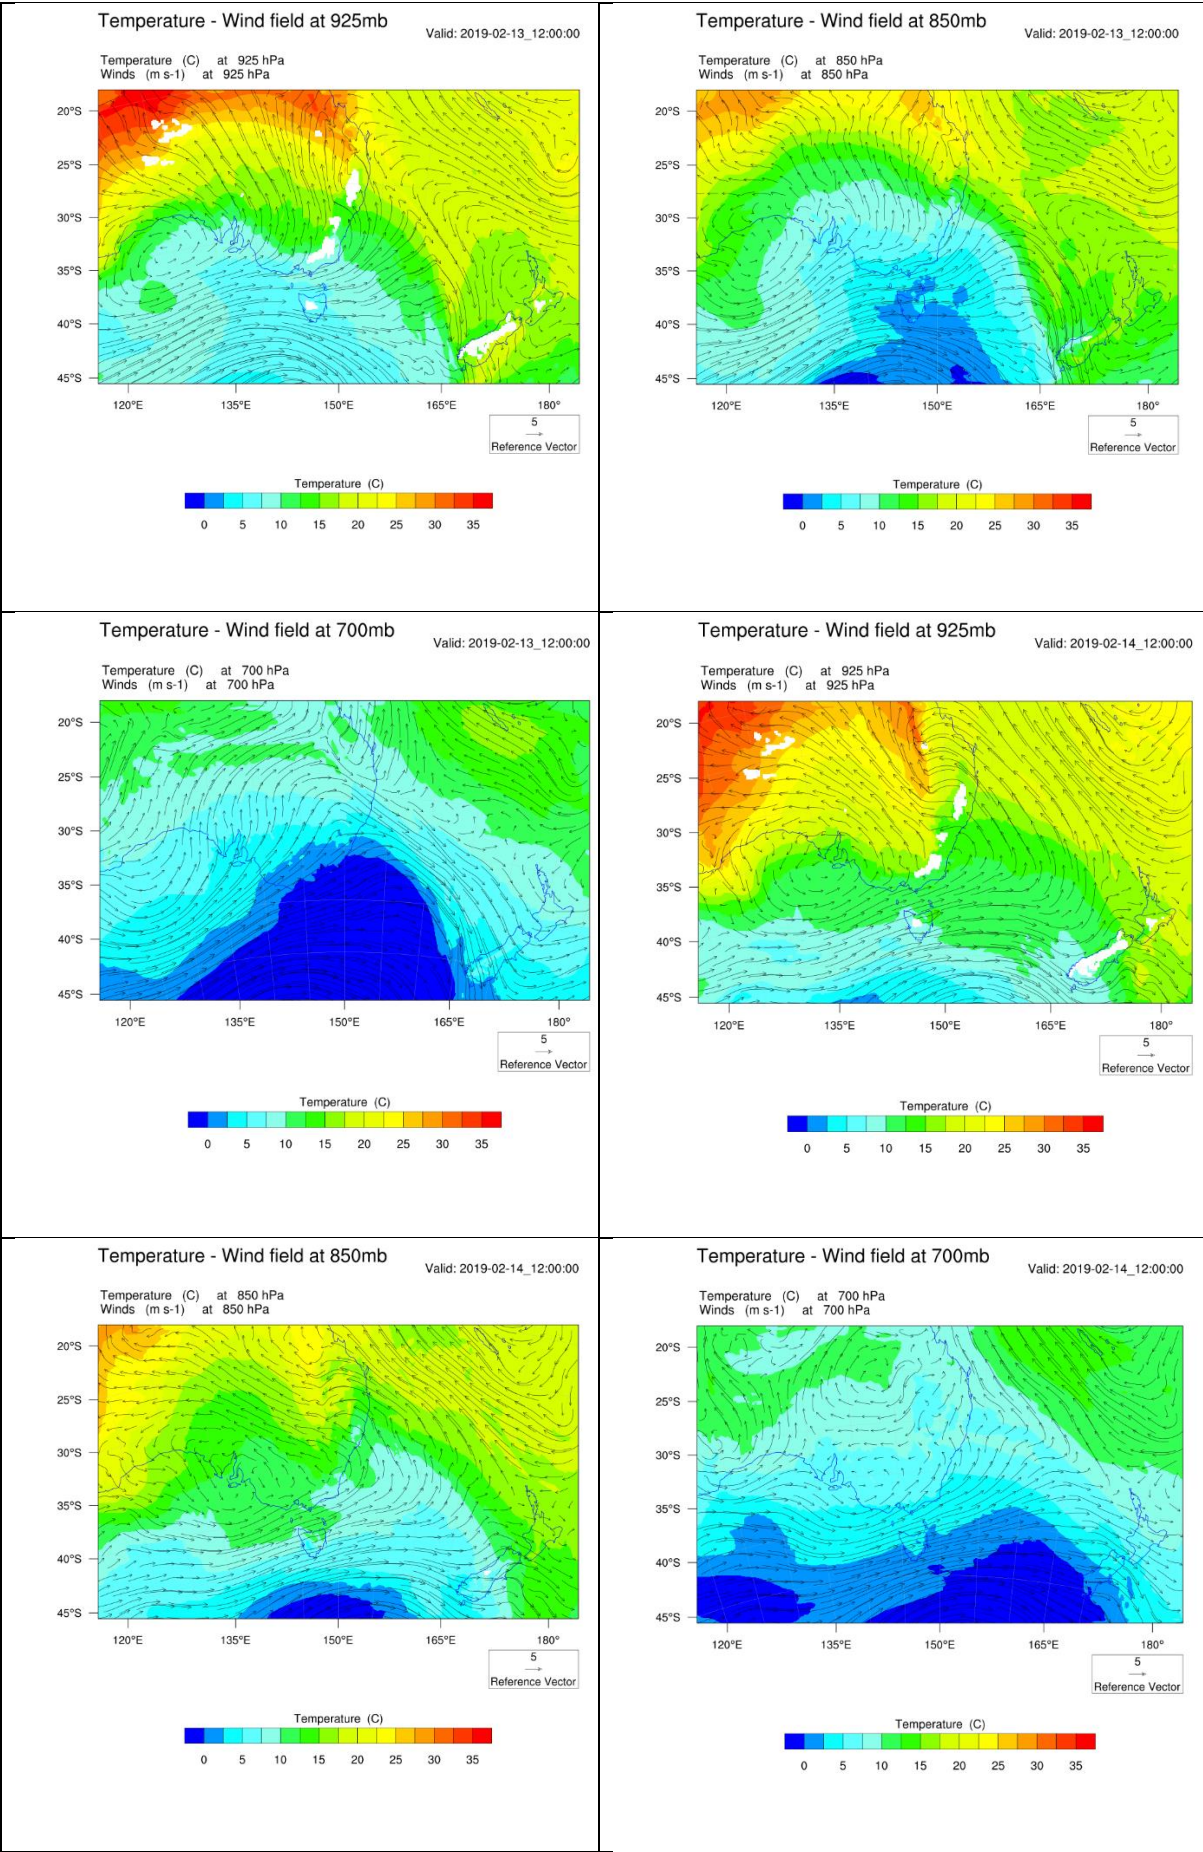 Temperature - Wind field at 925mb
Valid: 2019-02-13_12:00:00
Temperature (C) at 925 hPa
Winds (m s-1) at 925 hPa
20°S
25°S
30°S
35°S
40°S
45°S
120°E 135°E 150°E 165°E 180°
5
Reference Vector
Temperature (C)
0 5 10 15 20 25 30 35
Temperature - Wind field at 850mb
Valid: 2019-02-13_12:00:00
Temperature (C) at 850 hPa
Winds (m s-1) at 850 hPa
20°S
25°S
30°S
35°S
40°S
45°S
120°E 135°E 150°E 165°E 180°
5
Reference Vector
Temperature (C)
0 5 10 15 20 25 30 35
Temperature - Wind field at 700mb
Valid: 2019-02-13_12:00:00
Temperature (C) at 700 hPa
Winds (m s-1) at 700 hPa
20°S
25°S
30°S
35°S
40°S
45°S
120°E 135°E 150°E 165°E 180°
5
Reference Vector
Temperature (C)
0 5 10 15 20 25 30 35
Temperature - Wind field at 925mb
Valid: 2019-02-14_12:00:00
Temperature (C) at 925 hPa
Winds (m s-1) at 925 hPa
20°S
25°S
30°S
35°S
40°S
45°S
120°E 135°E 150°E 165°E 180°
5
Reference Vector
Temperature (C)
0 5 10 15 20 25 30 35
Temperature - Wind field at 850mb
Valid: 2019-02-14_12:00:00
Temperature (C) at 850 hPa
Winds (m s-1) at 850 hPa
20°S
25°S
30°S
35°S
40°S
45°S
120°E 135°E 150°E 165°E 180°
5
Reference Vector
Temperature (C)
0 5 10 15 20 25 30 35
Temperature - Wind field at 700mb
Valid: 2019-02-14_12:00:00
Temperature (C) at 700 hPa
Winds (m s-1) at 700 hPa
20°S
25°S
30°S
35°S
40°S
45°S
120°E 135°E 150°E 165°E 180°
5
Reference Vector
Temperature (C)
0 5 10 15 20 25 30 35